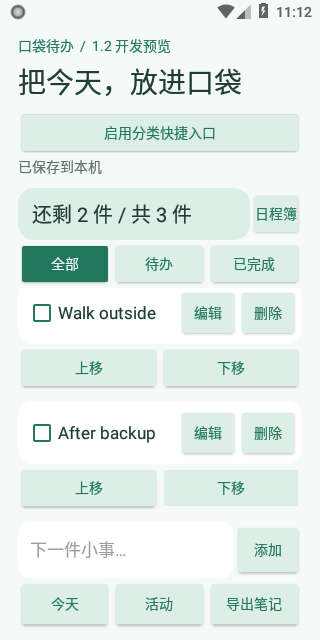 11:12
口袋待办 / 1.2 开发预览
把今天，放进口袋
启用分类快捷入口
已保存到本机
还剩 2 件 / 共 3 件
日程簿
全部 待办 已完成
Walk outside 编辑 删除
上移 下移
After backup 编辑 删除
上移 下移
下一件小事… 添加
今天 活动 导出笔记